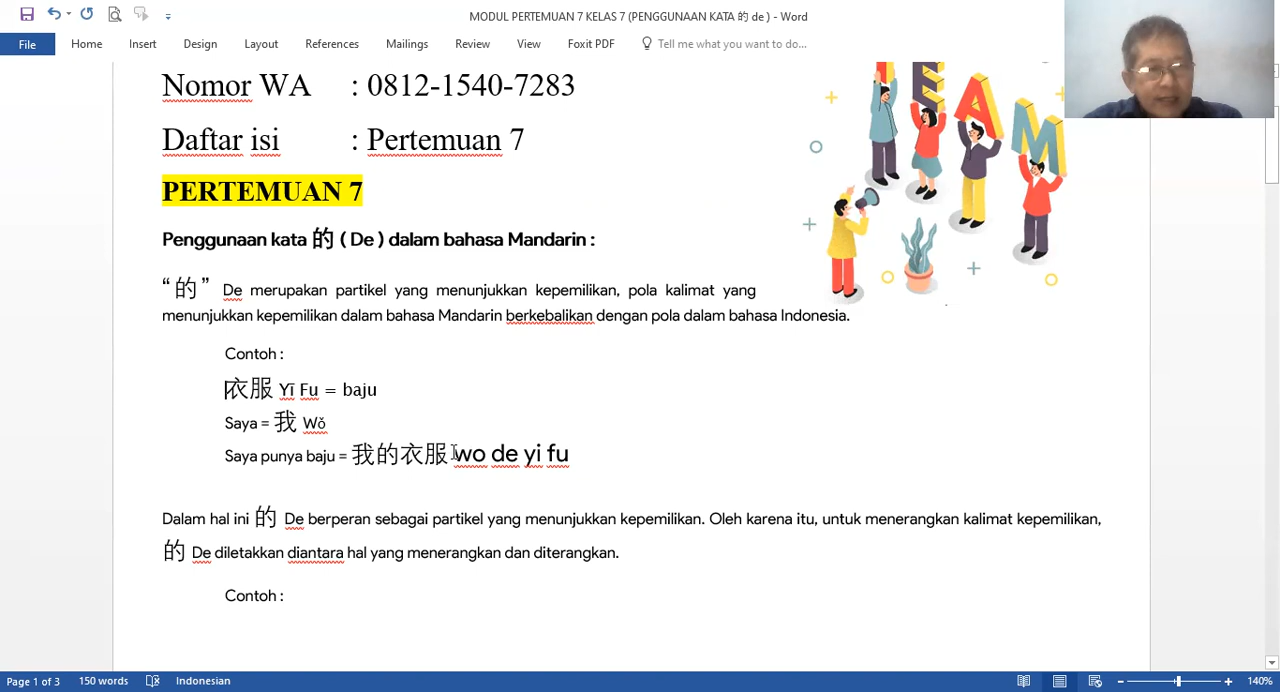 MODUL PERTEMUAN 7 KELAS 7 (PENGGUNAAN KATA 的 de ) - Word
File Home Insert Design Layout References Mailings Review View Foxit PDF Tell me what you want to do...
Nomor WA : 0812-1540-7283
Daftar isi : Pertemuan 7
PERTEMUAN 7
Penggunaan kata 的 ( De ) dalam bahasa Mandarin :
“ 的 ” De merupakan partikel yang menunjukkan kepemilikan, pola kalimat yang
menunjukkan kepemilikan dalam bahasa Mandarin berkebalikan dengan pola dalam bahasa Indonesia.
Contoh :
衣服 Yī Fu = baju
Saya = 我 Wǒ
Saya punya baju = 我的衣服 wo de yi fu
Dalam hal ini 的 De berperan sebagai partikel yang menunjukkan kepemilikan. Oleh karena itu, untuk menerangkan kalimat kepemilikan,
的 De diletakkan diantara hal yang menerangkan dan diterangkan.
Contoh :
EAM
Page 1 of 3 150 words Indonesian 140%